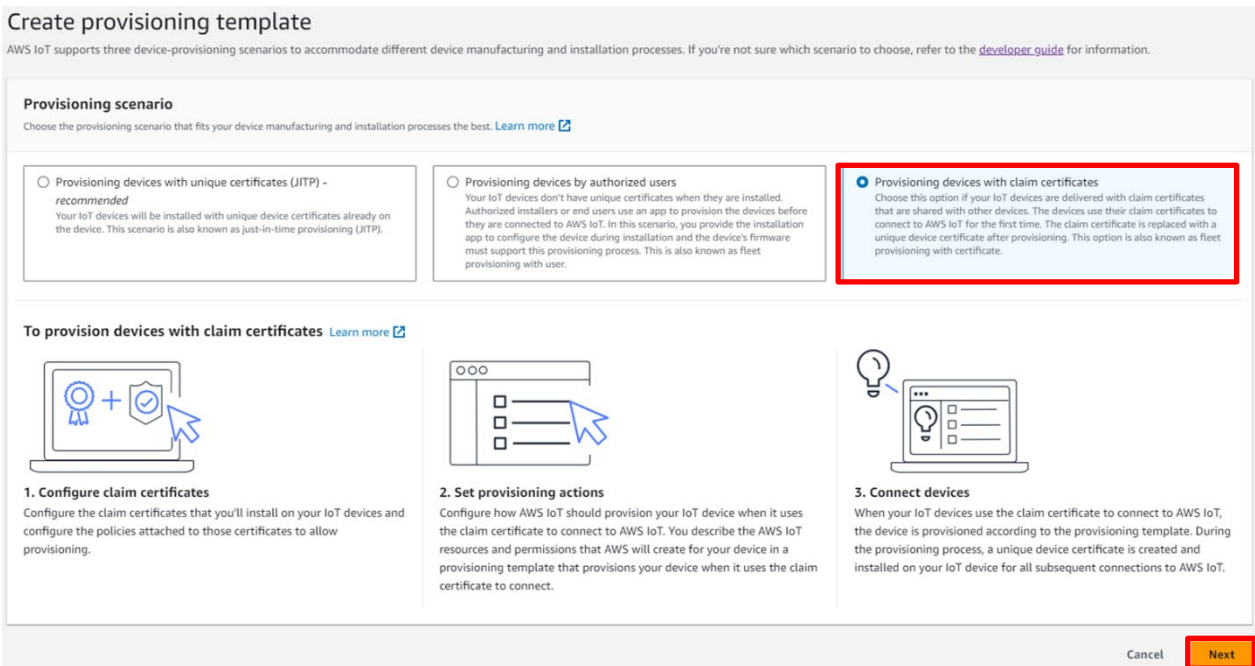 Create provisioning template
AWS IoT supports three device-provisioning scenarios to accommodate different device manufacturing and installation processes. If you're not sure which scenario to choose, refer to the developer guide for information.
Provisioning scenario
Choose the provisioning scenario that fits your device manufacturing and installation processes the best. Learn more
Provisioning devices with unique certificates (JITP) -
recommended
Your IoT devices will be installed with unique device certificates already on
the device. This scenario is also known as just-in-time provisioning (JITP).
Provisioning devices by authorized users
Your IoT devices don't have unique certificates when they are installed.
Authorized installers or end users use an app to provision the devices before
they are connected to AWS IoT. In this scenario, you provide the installation
app to configure the device during installation and the device's firmware
must support this provisioning process. This is also known as fleet
provisioning with user.
Provisioning devices with claim certificates
Choose this option if your IoT devices are delivered with claim certificates
that are shared with other devices. The devices use their claim certificates to
connect to AWS IoT for the first time. The claim certificate is replaced with a
unique device certificate after provisioning. This option is also known as fleet
provisioning with certificate.
To provision devices with claim certificates Learn more
1. Configure claim certificates
Configure the claim certificates that you'll install on your IoT devices and
configure the policies attached to those certificates to allow
provisioning.
2. Set provisioning actions
Configure how AWS IoT should provision your IoT device when it uses
the claim certificate to connect to AWS IoT. You describe the AWS IoT
resources and permissions that AWS will create for your device in a
provisioning template that provisions your device when it uses the claim
certificate to connect.
3. Connect devices
When your IoT devices use the claim certificate to connect to AWS IoT,
the device is provisioned according to the provisioning template. During
the provisioning process, a unique device certificate is created and
installed on your IoT device for all subsequent connections to AWS IoT.
Cancel Next